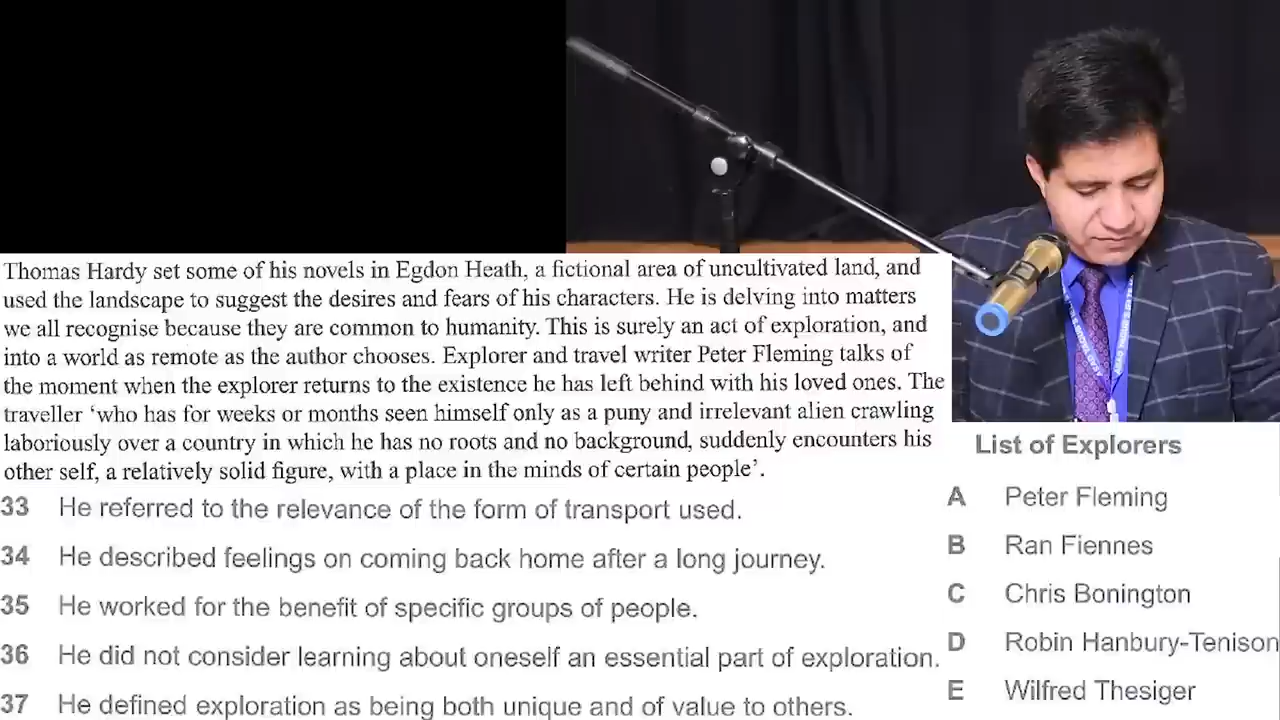 Thomas Hardy set some of his novels in Egdon Heath, a fictional area of uncultivated land, and
used the landscape to suggest the desires and fears of his characters. He is delving into matters
we all recognise because they are common to humanity. This is surely an act of exploration, and
into a world as remote as the author chooses. Explorer and travel writer Peter Fleming talks of
the moment when the explorer returns to the existence he has left behind with his loved ones. The
traveller ‘who has for weeks or months seen himself only as a puny and irrelevant alien crawling
laboriously over a country in which he has no roots and no background, suddenly encounters his
other self, a relatively solid figure, with a place in the minds of certain people’.
33 He referred to the relevance of the form of transport used.
34 He described feelings on coming back home after a long journey.
35 He worked for the benefit of specific groups of people.
36 He did not consider learning about oneself an essential part of exploration.
37 He defined exploration as being both unique and of value to others.
List of Explorers
A Peter Fleming
B Ran Fiennes
C Chris Bonington
D Robin Hanbury-Tenison
E Wilfred Thesiger